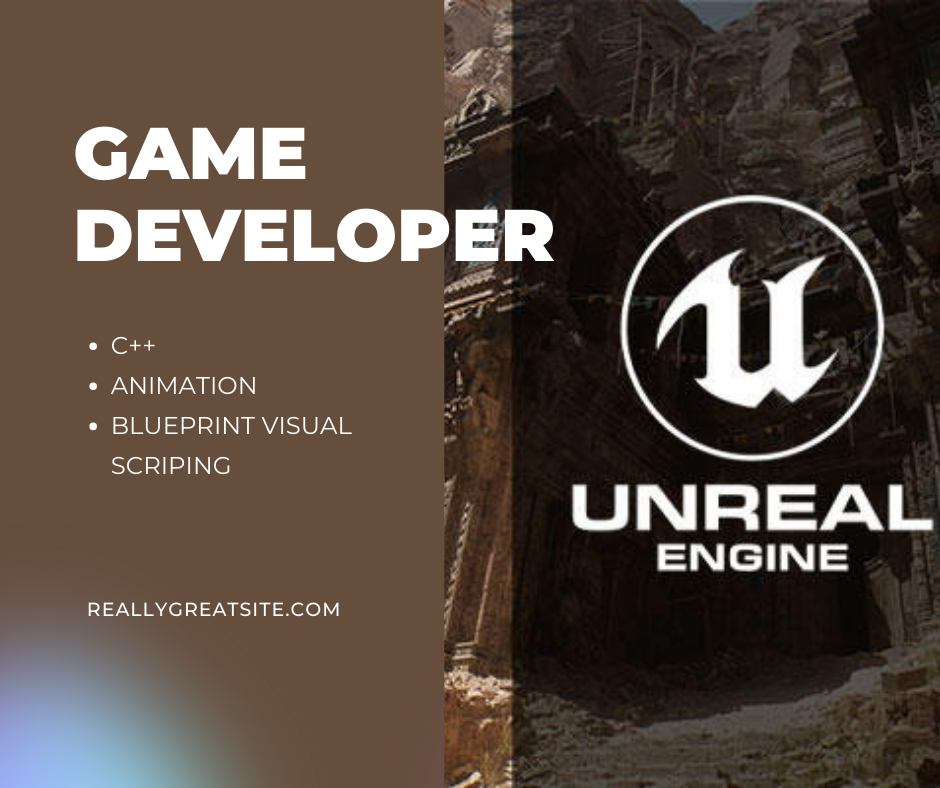 GAME
DEVELOPER
• C++
• ANIMATION
• BLUEPRINT VISUAL
SCRIPING
REALLYGREATSITE.COM
UNREAL
ENGINE